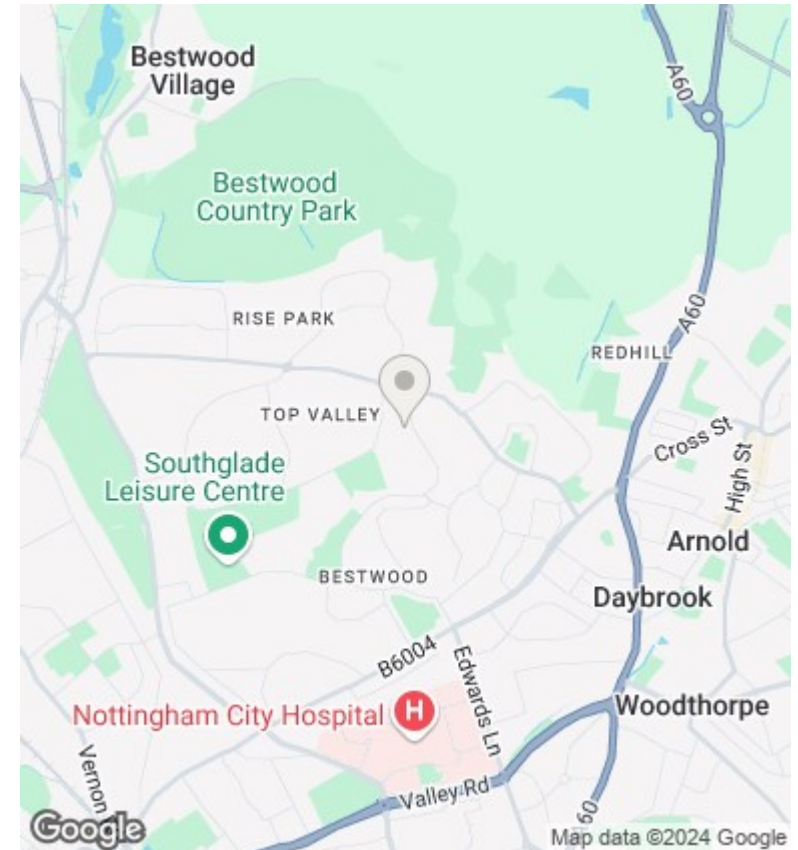 Bestwood
Village
A60
Bestwood
Country Park
RISE PARK
A60
REDHILL
TOP VALLEY
Cross St
High St
Southglade
Leisure Centre
Arnold
BESTWOOD
Daybrook
B6004
Edwards Ln
Nottingham City Hospital
H
Woodthorpe
Vernon
Valley Rd
A60
Google
Map data ©2024 Google